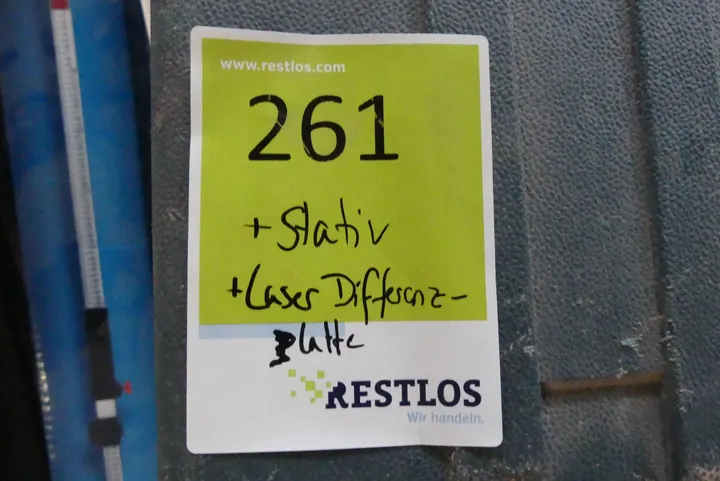 www.restlos.com
261
+ Stativ
+ Laser Differenz-
platte
RESTLOS
Wir handeln.